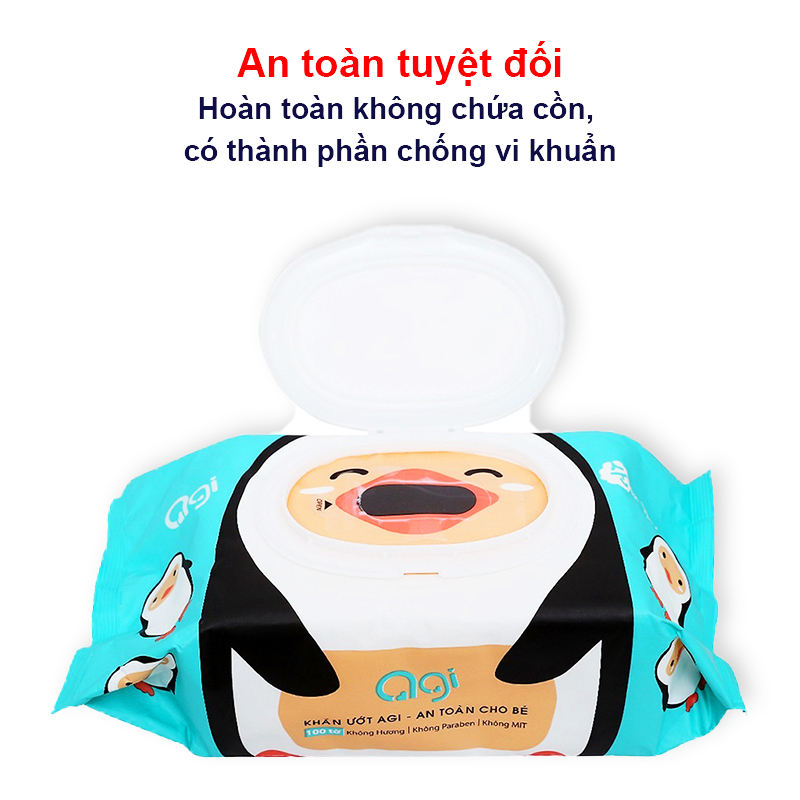 An toàn tuyệt đối
Hoàn toàn không chứa cồn,
có thành phần chống vi khuẩn
agi
OPEN
agi
KHĂN ƯỚT AGI - AN TOÀN CHO BÉ
100 tờ Không Hương | Không Paraben | Không MIT